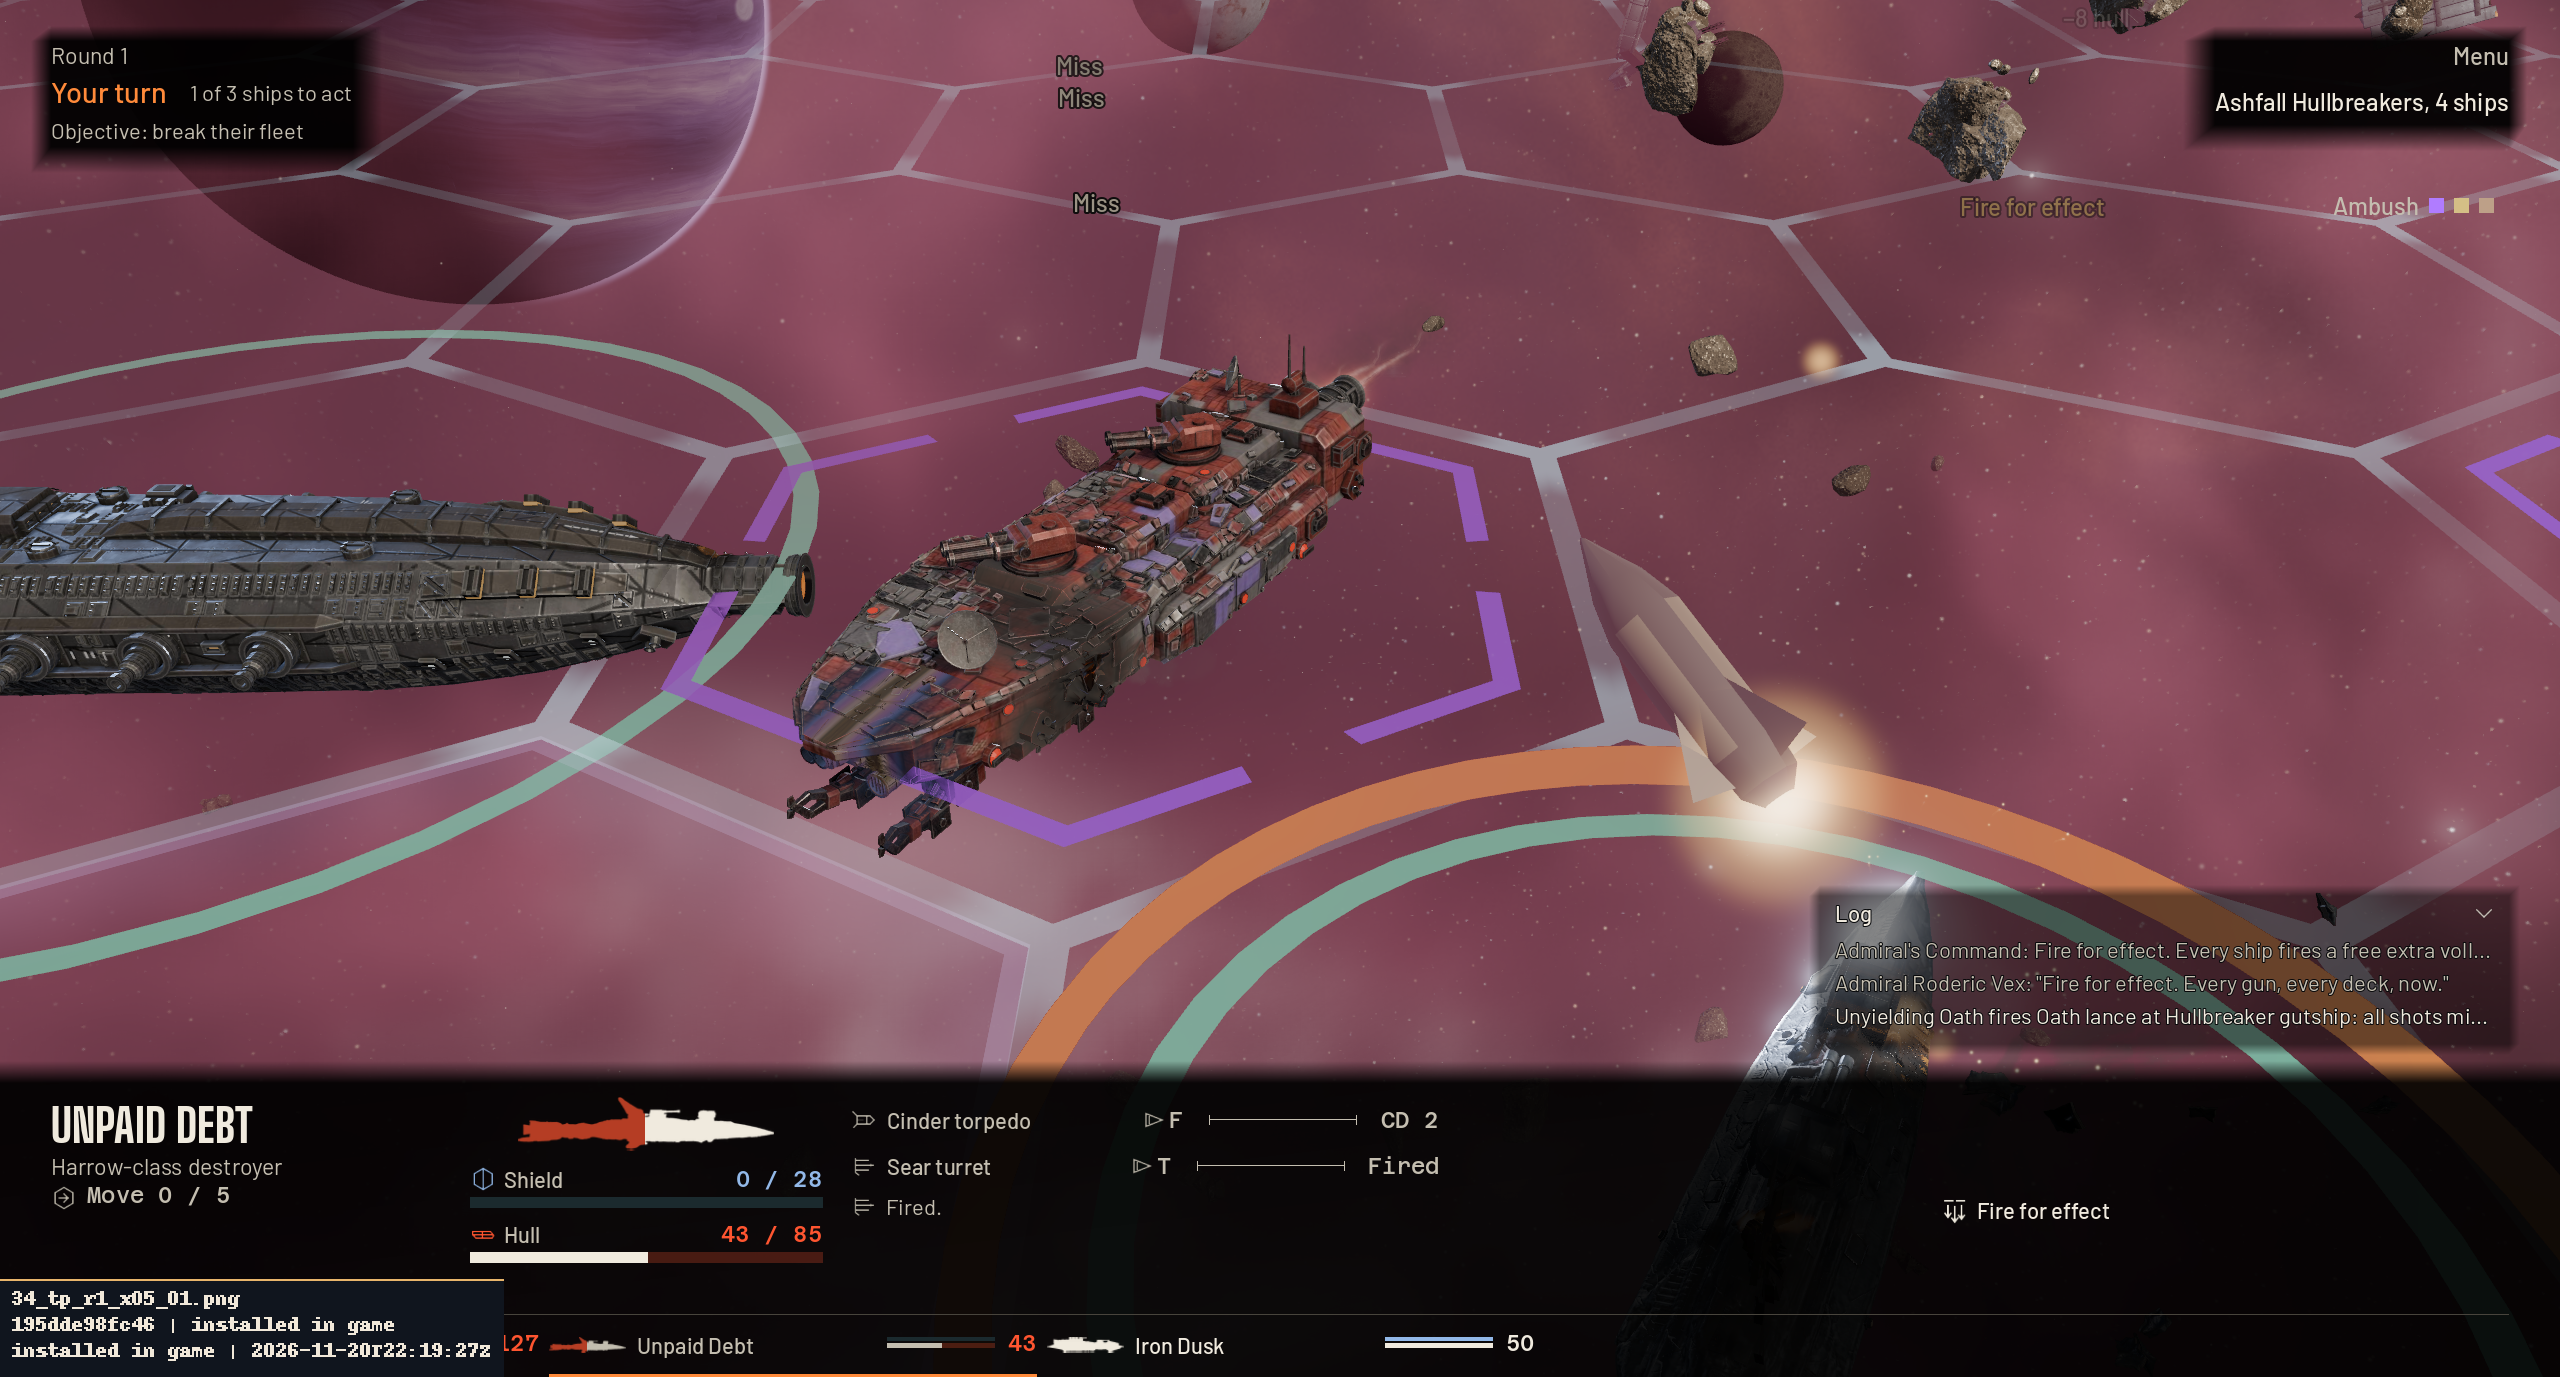 Round 1
Your turn 1 of 3 ships to act
Objective: break their fleet
Miss
Miss
Miss
-8 hull
Menu
Ashfall Hullbreakers, 4 ships
Fire for effect
Ambush
Log
Admiral's Command: Fire for effect. Every ship fires a free extra voll...
Admiral Roderic Vex: "Fire for effect. Every gun, every deck, now."
Unyielding Oath fires Oath lance at Hullbreaker gutship: all shots mi...
UNPAID DEBT
Harrow-class destroyer
Move 0 / 5
Shield 0 / 28
Hull 43 / 85
Cinder torpedo F CD 2
Sear turret T Fired
Fired.
Fire for effect
34_tp_r1_x05_01.png
195dde98fc46 | installed in game
installed in game | 2026-11-20T22:19:27Z
127 Unpaid Debt 43 Iron Dusk 50